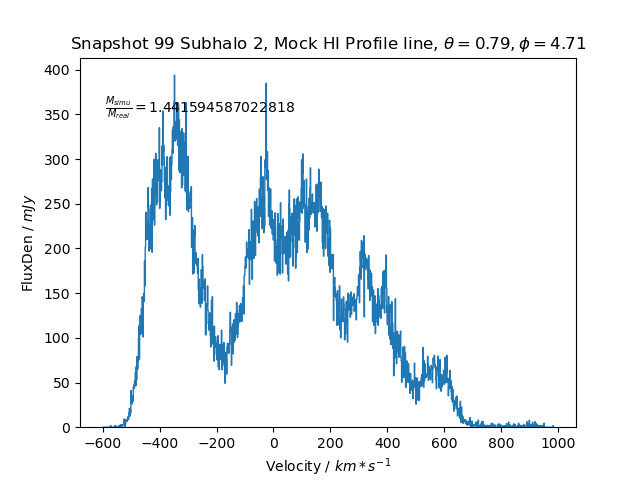 Snapshot 99 Subhalo 2, Mock HI Profile line, θ = 0.79, ϕ = 4.71
M_simu/M_real = 1.441594587022818
FluxDen / mJy
400
350
300
250
200
150
100
50
0
−600 −400 −200 0 200 400 600 800 1000
Velocity / km * s⁻¹